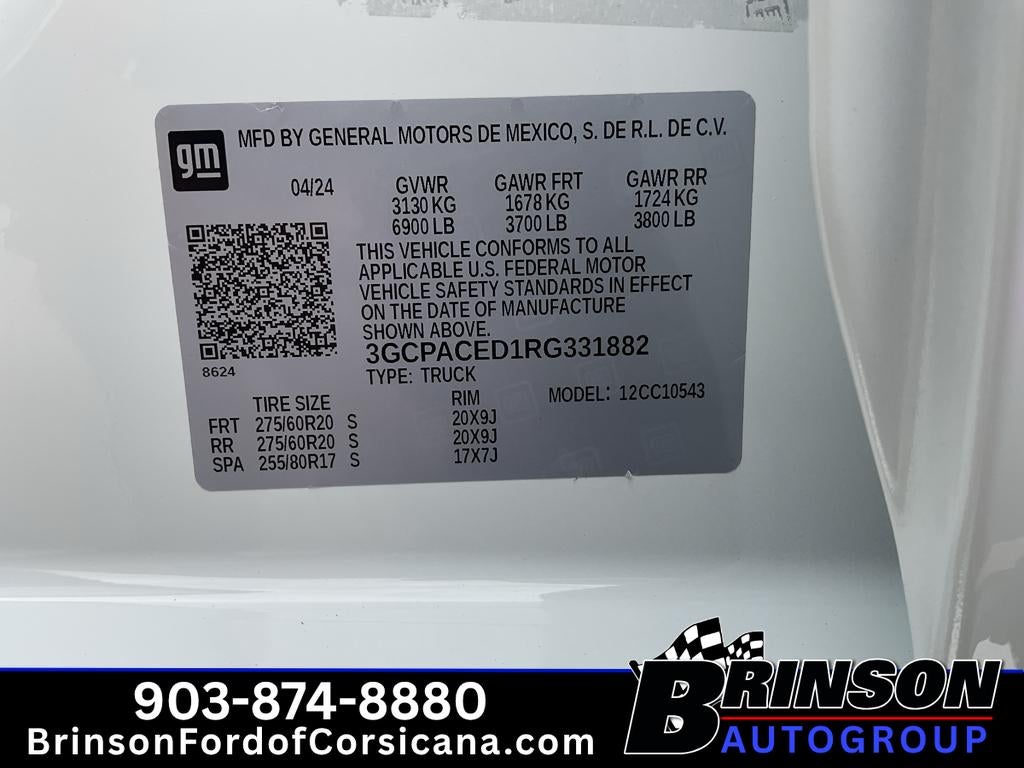 gm
MFD BY GENERAL MOTORS DE MEXICO, S. DE R.L. DE C.V.
04/24 GVWR GAWR FRT GAWR RR
3130 KG 1678 KG 1724 KG
6900 LB 3700 LB 3800 LB
THIS VEHICLE CONFORMS TO ALL
APPLICABLE U.S. FEDERAL MOTOR
VEHICLE SAFETY STANDARDS IN EFFECT
ON THE DATE OF MANUFACTURE
SHOWN ABOVE.
3GCPACED1RG331882
8624
TYPE: TRUCK
TIRE SIZE RIM MODEL: 12CC10543
FRT 275/60R20 S 20X9J
RR 275/60R20 S 20X9J
SPA 255/80R17 S 17X7J
903-874-8880
BrinsonFordofCorsicana.com
BRINSON
AUTOGROUP